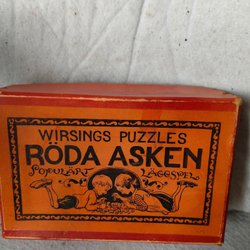 WIRSINGS PUZZLES
RÖDA ASKEN
POPULÄRT LÄGGSPEL